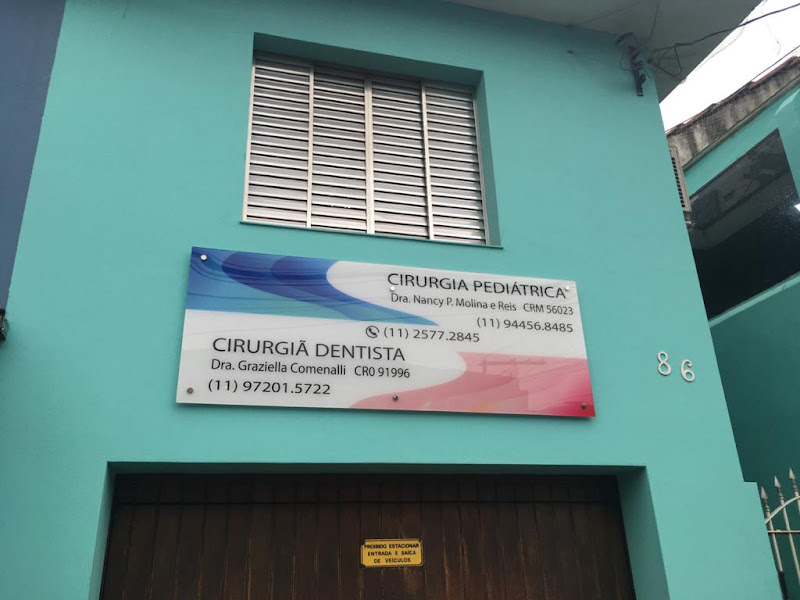 CIRURGIA PEDIÁTRICA
Dra. Nancy P. Molina e Reis CRM 56023
(11) 94456.8485
(11) 2577.2845
CIRURGIÃ DENTISTA
Dra. Graziella Comenalli CRO 91996
(11) 97201.5722
86
PROIBIDO ESTACIONAR
ENTRADA E SAÍDA
DE VEÍCULOS